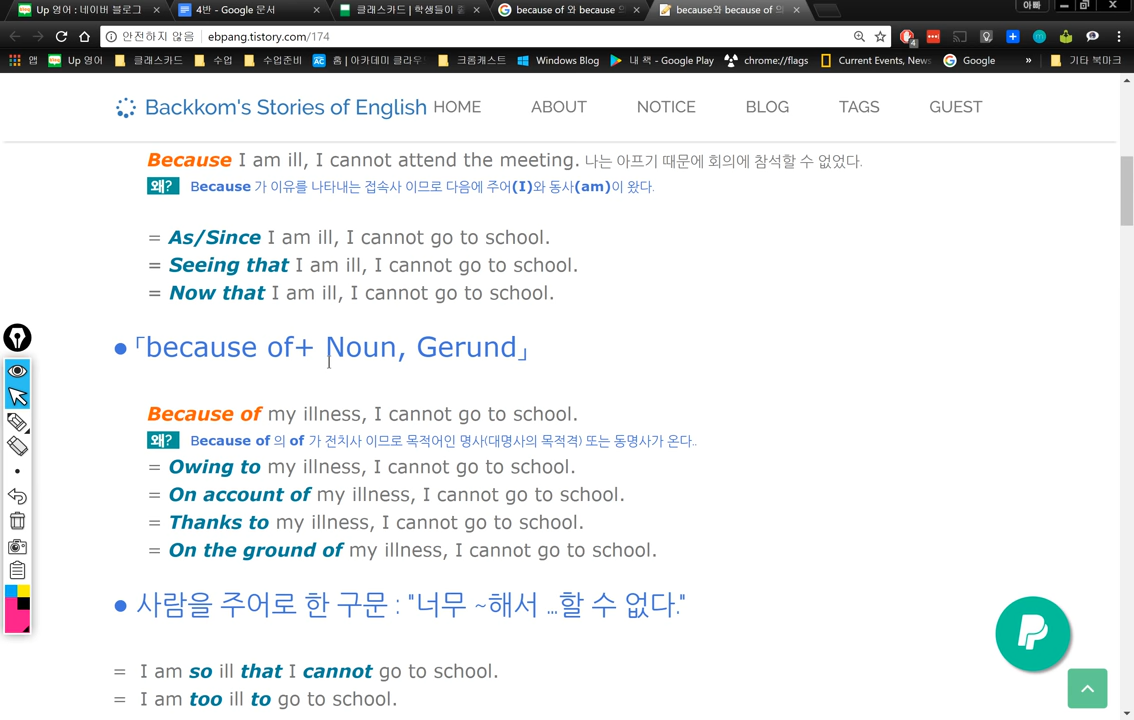 Up 영어 : 네이버 블로그
4반 - Google 문서
클래스카드 | 학생들이 즐
because of 와 because 의
because와 because of 의
아빠
안전하지 않음
ebpang.tistory.com/174
4
앱
Up 영어
클래스카드
수업
수업준비
AC 홈 | 아카데미 클라우
크롬캐스트
Windows Blog
내 책 - Google Play
chrome://flags
Current Events, News
Google
»
기타 북마크
Backkom's Stories of English
HOME
ABOUT
NOTICE
BLOG
TAGS
GUEST
Because I am ill, I cannot attend the meeting. 나는 아프기 때문에 회의에 참석할 수 없었다.
왜? Because 가 이유를 나타내는 접속사 이므로 다음에 주어(I)와 동사(am)이 왔다.
= As/Since I am ill, I cannot go to school.
= Seeing that I am ill, I cannot go to school.
= Now that I am ill, I cannot go to school.
● 「because of+ Noun, Gerund」
Because of my illness, I cannot go to school.
왜? Because of 의 of 가 전치사 이므로 목적어인 명사(대명사의 목적격) 또는 동명사가 온다..
= Owing to my illness, I cannot go to school.
= On account of my illness, I cannot go to school.
= Thanks to my illness, I cannot go to school.
= On the ground of my illness, I cannot go to school.
● 사람을 주어로 한 구문 : "너무 ~해서 ...할 수 없다."
= I am so ill that I cannot go to school.
= I am too ill to go to school.